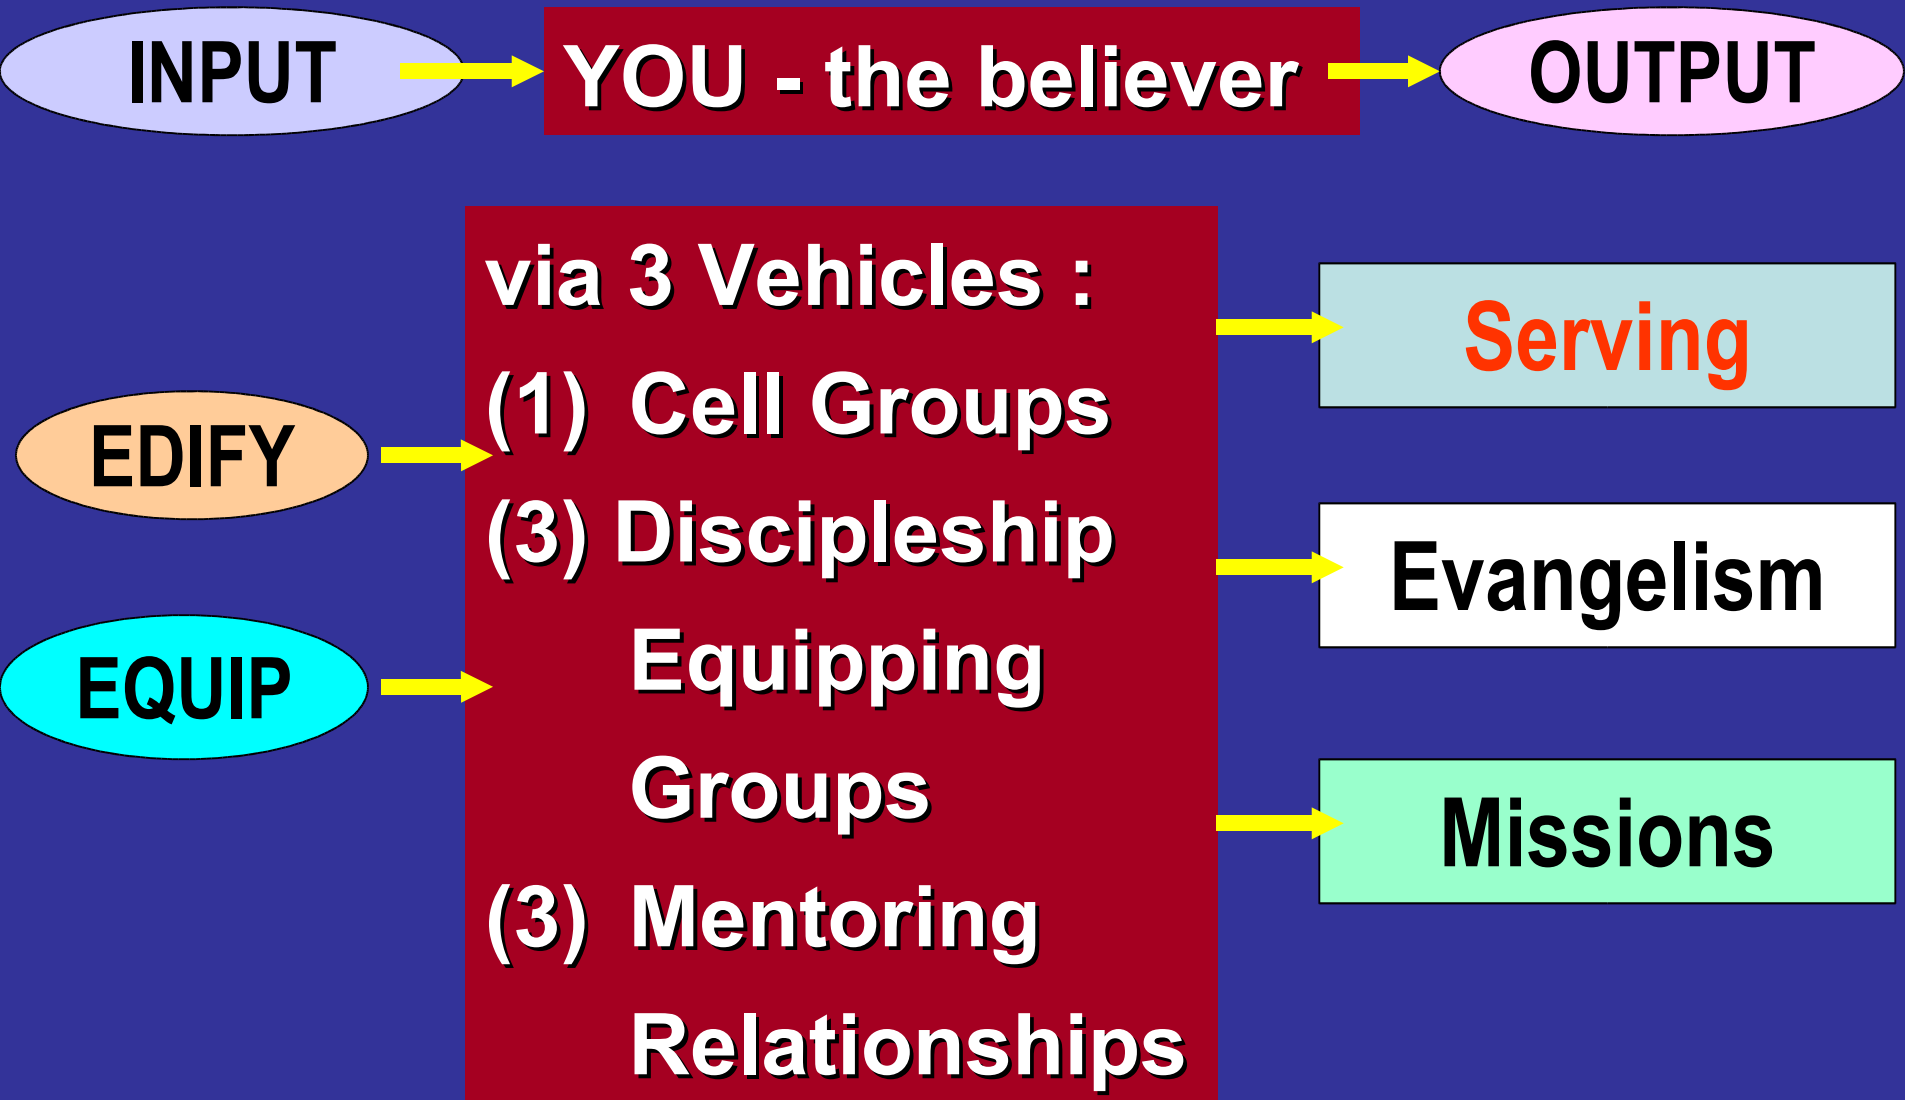 INPUT
YOU - the believer
OUTPUT
EDIFY
EQUIP
via 3 Vehicles :
(1) Cell Groups
(3) Discipleship
Equipping
Groups
(3) Mentoring
Relationships
Serving
Evangelism
Missions